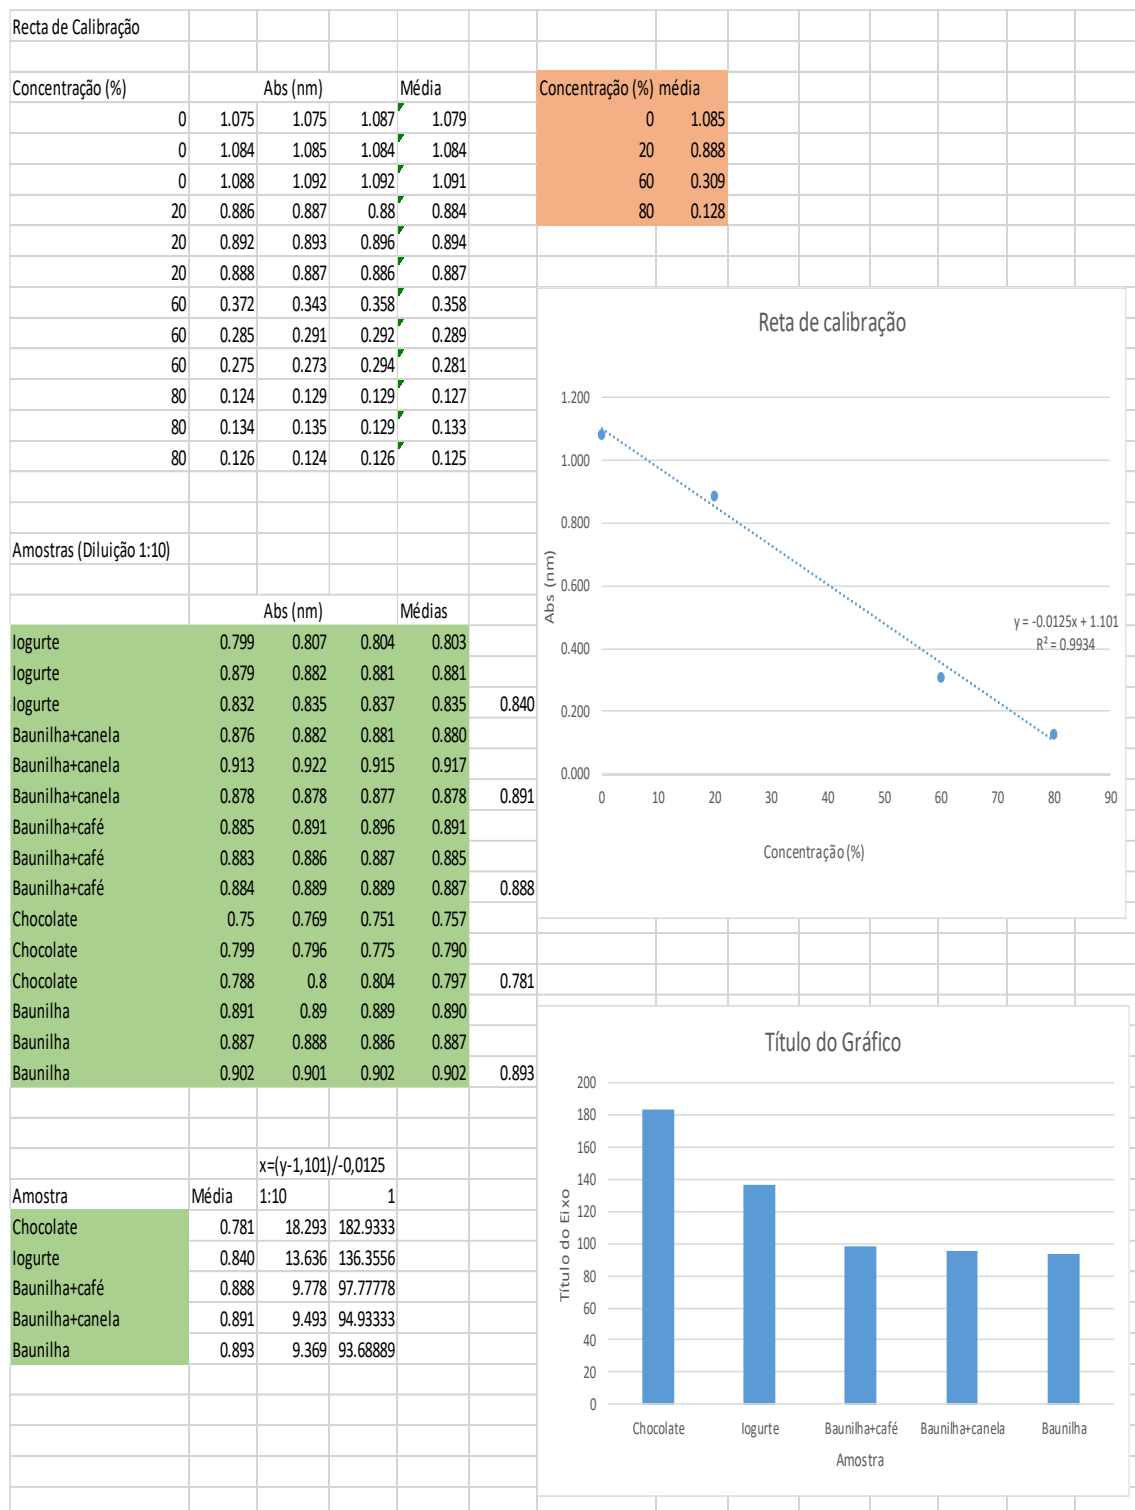 Recta de Calibração
Concentração (%) Abs (nm) Média
0 1.075 1.075 1.087 1.079
0 1.084 1.085 1.084 1.084
0 1.088 1.092 1.092 1.091
20 0.886 0.887 0.88 0.884
20 0.892 0.893 0.896 0.894
20 0.888 0.887 0.886 0.887
60 0.372 0.343 0.358 0.358
60 0.285 0.291 0.292 0.289
60 0.275 0.273 0.294 0.281
80 0.124 0.129 0.129 0.127
80 0.134 0.135 0.129 0.133
80 0.126 0.124 0.126 0.125
Concentração (%) média
0 1.085
20 0.888
60 0.309
80 0.128
Reta de calibração
1.200
1.000
0.800
0.600
0.400
0.200
0.000
Abs (nm)
y = -0.0125x + 1.101
R² = 0.9934
0 10 20 30 40 50 60 70 80 90
Concentração (%)
Amostras (Diluição 1:10)
Abs (nm) Médias
Iogurte 0.799 0.807 0.804 0.803
Iogurte 0.879 0.882 0.881 0.881
Iogurte 0.832 0.835 0.837 0.835 0.840
Baunilha+canela 0.876 0.882 0.881 0.880
Baunilha+canela 0.913 0.922 0.915 0.917
Baunilha+canela 0.878 0.878 0.877 0.878 0.891
Baunilha+café 0.885 0.891 0.896 0.891
Baunilha+café 0.883 0.886 0.887 0.885
Baunilha+café 0.884 0.889 0.889 0.887 0.888
Chocolate 0.75 0.769 0.751 0.757
Chocolate 0.799 0.796 0.775 0.790
Chocolate 0.788 0.8 0.804 0.797 0.781
Baunilha 0.891 0.89 0.889 0.890
Baunilha 0.887 0.888 0.886 0.887
Baunilha 0.902 0.901 0.902 0.902 0.893
x=(y-1,101)/-0,0125
Amostra Média 1:10 1
Chocolate 0.781 18.293 182.9333
Iogurte 0.840 13.636 136.3556
Baunilha+café 0.888 9.778 97.77778
Baunilha+canela 0.891 9.493 94.93333
Baunilha 0.893 9.369 93.68889
Título do Gráfico
200
180
160
140
120
100
80
60
40
20
0
Título do Eixo
Chocolate Iogurte Baunilha+café Baunilha+canela Baunilha
Amostra